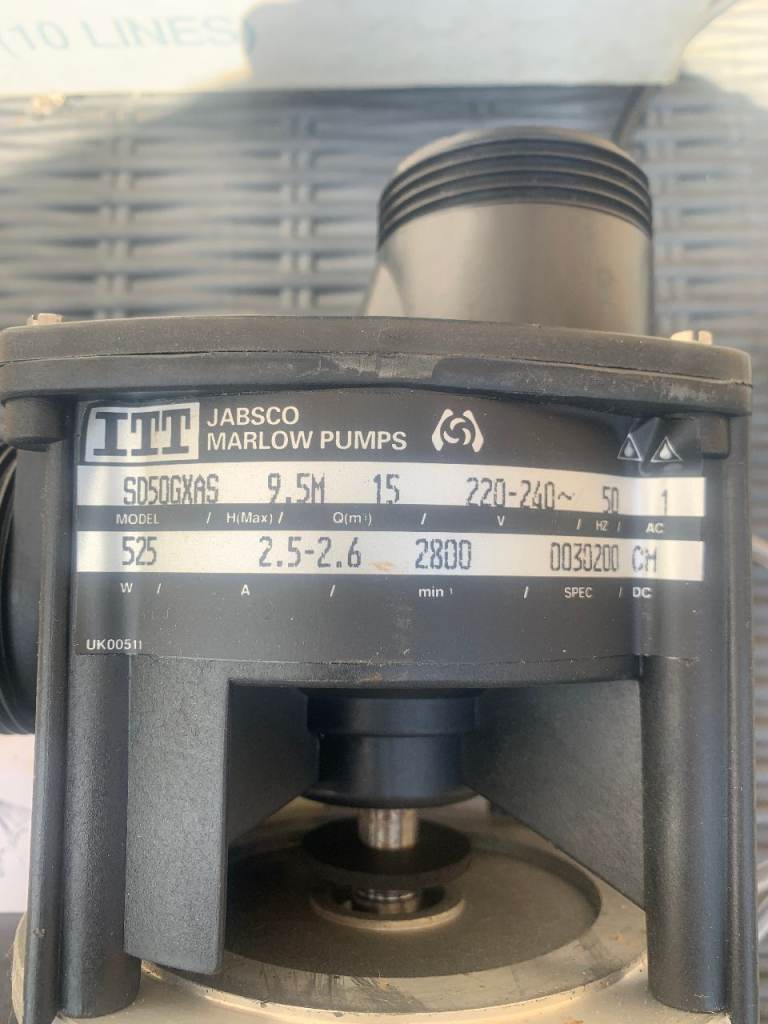 (10 LINES)
ITT JABSCO
MARLOW PUMPS
SD50GXAS 9.5M 15 220-240~ 50 1
MODEL / H(Max) / Q(m³) / V / HZ / AC
525 2.5-2.6 2800 0030200 CM
W / A / min⁻¹ / SPEC / DC
UK00511